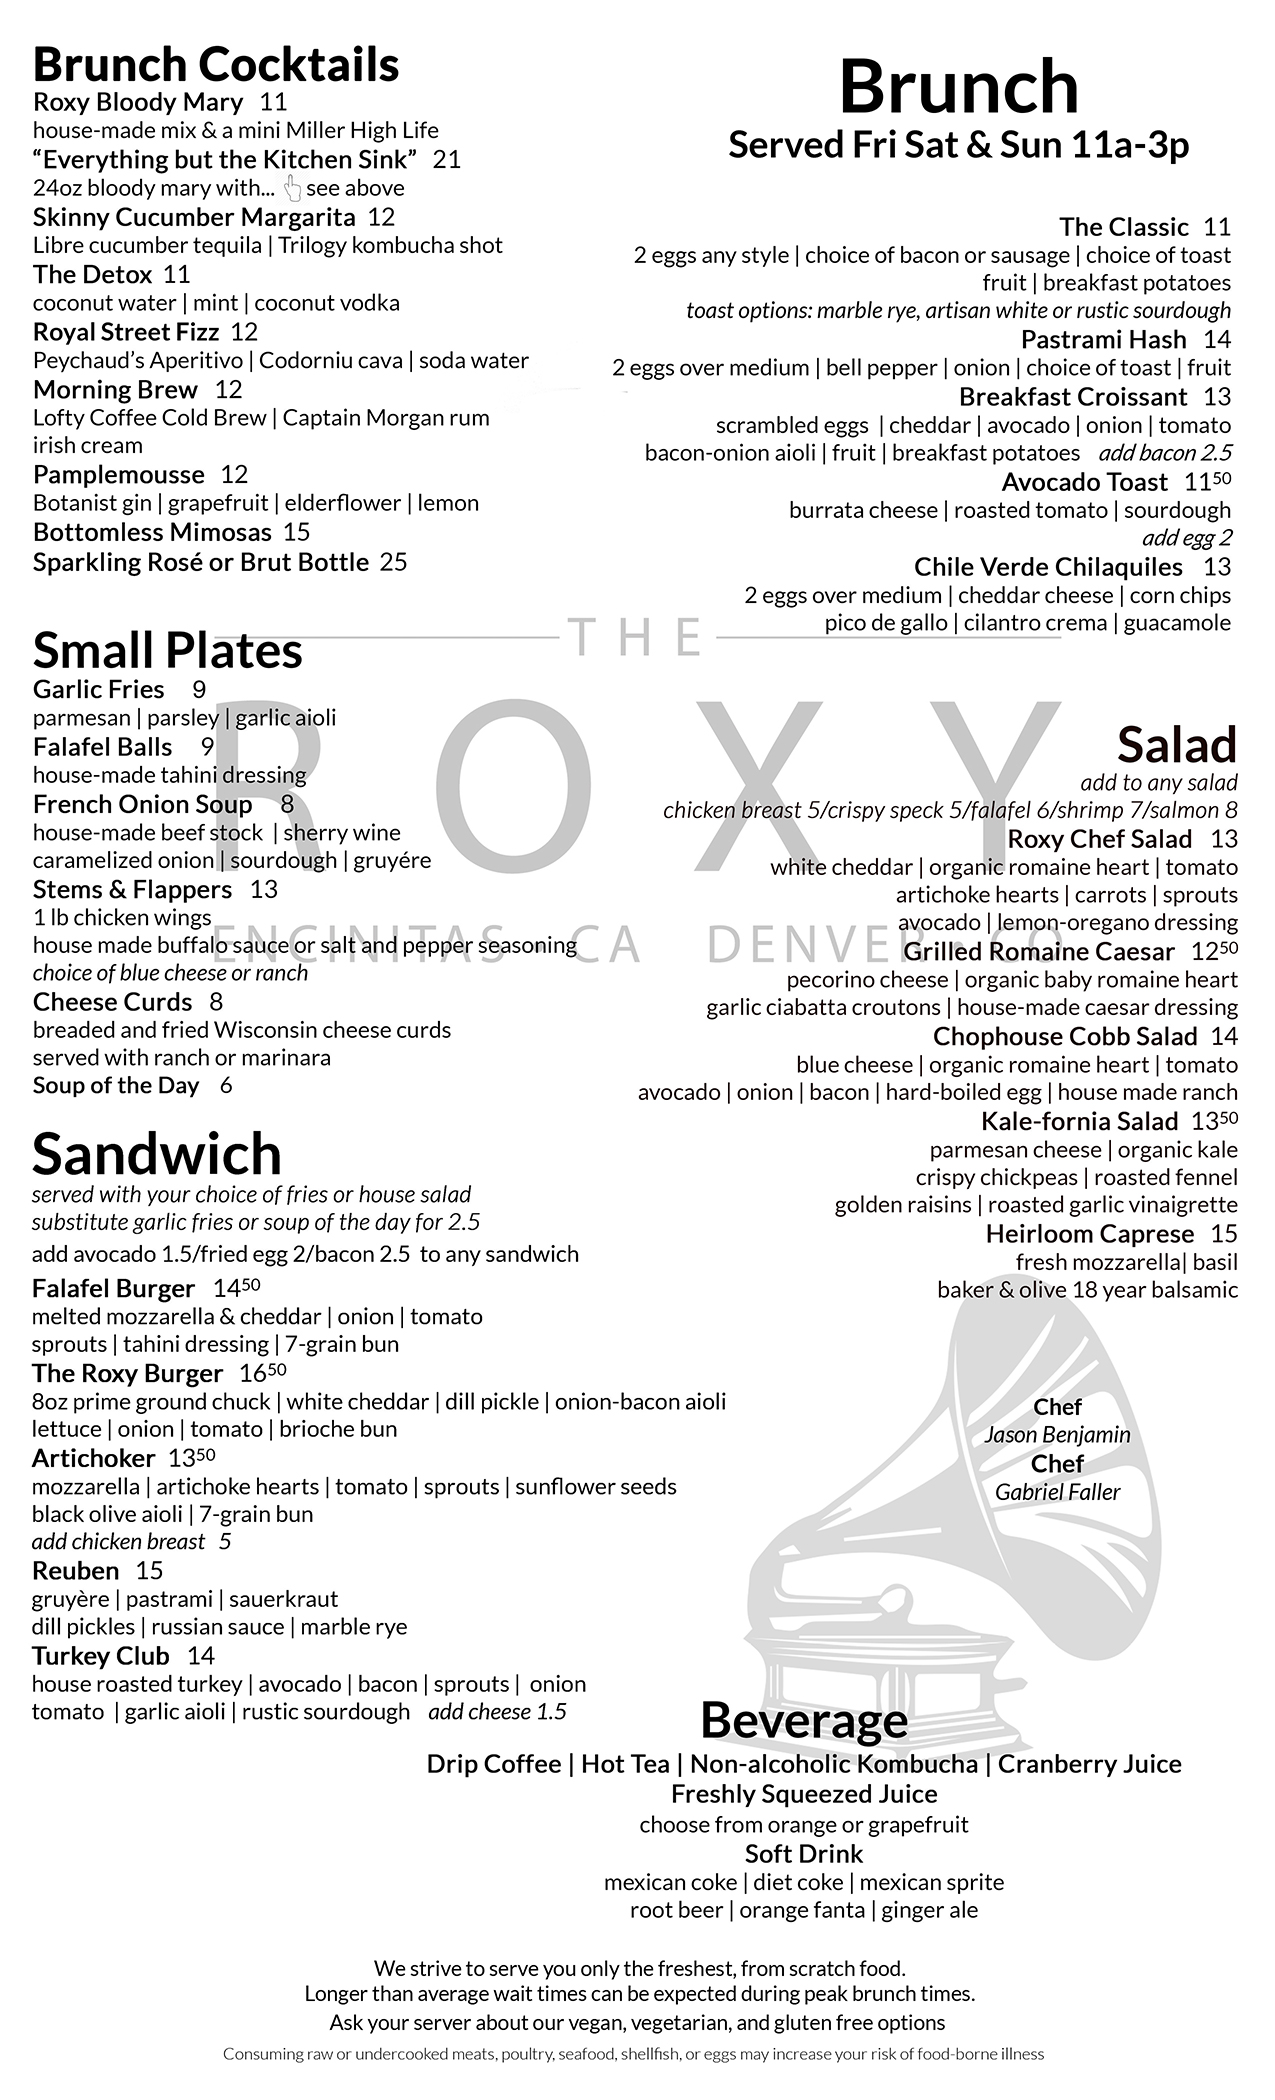 Brunch Cocktails
Roxy Bloody Mary 11
house-made mix & a mini Miller High Life
“Everything but the Kitchen Sink” 21
24oz bloody mary with... see above
Skinny Cucumber Margarita 12
Libre cucumber tequila | Trilogy kombucha shot
The Detox 11
coconut water | mint | coconut vodka
Royal Street Fizz 12
Peychaud’s Aperitivo | Codorniu cava | soda water
Morning Brew 12
Lofty Coffee Cold Brew | Captain Morgan rum
irish cream
Pamplemousse 12
Botanist gin | grapefruit | elderflower | lemon
Bottomless Mimosas 15
Sparkling Rosé or Brut Bottle 25
Brunch
Served Fri Sat & Sun 11a-3p
The Classic 11
2 eggs any style | choice of bacon or sausage | choice of toast
fruit | breakfast potatoes
toast options: marble rye, artisan white or rustic sourdough
Pastrami Hash 14
2 eggs over medium | bell pepper | onion | choice of toast | fruit
Breakfast Croissant 13
scrambled eggs | cheddar | avocado | onion | tomato
bacon-onion aioli | fruit | breakfast potatoes add bacon 2.5
Avocado Toast 11⁵⁰
burrata cheese | roasted tomato | sourdough
add egg 2
Chile Verde Chilaquiles 13
2 eggs over medium | cheddar cheese | corn chips
pico de gallo | cilantro crema | guacamole
THE
ROXY
ENCINITAS • CA DENVER • CO
Small Plates
Garlic Fries 9
parmesan | parsley | garlic aioli
Falafel Balls 9
house-made tahini dressing
French Onion Soup 8
house-made beef stock | sherry wine
caramelized onion | sourdough | gruyére
Stems & Flappers 13
1 lb chicken wings
house made buffalo sauce or salt and pepper seasoning
choice of blue cheese or ranch
Cheese Curds 8
breaded and fried Wisconsin cheese curds
served with ranch or marinara
Soup of the Day 6
Salad
add to any salad
chicken breast 5/crispy speck 5/falafel 6/shrimp 7/salmon 8
Roxy Chef Salad 13
white cheddar | organic romaine heart | tomato
artichoke hearts | carrots | sprouts
avocado | lemon-oregano dressing
Grilled Romaine Caesar 12⁵⁰
pecorino cheese | organic baby romaine heart
garlic ciabatta croutons | house-made caesar dressing
Chophouse Cobb Salad 14
blue cheese | organic romaine heart | tomato
avocado | onion | bacon | hard-boiled egg | house made ranch
Kale-fornia Salad 13⁵⁰
parmesan cheese | organic kale
crispy chickpeas | roasted fennel
golden raisins | roasted garlic vinaigrette
Heirloom Caprese 15
fresh mozzarella| basil
baker & olive 18 year balsamic
Sandwich
served with your choice of fries or house salad
substitute garlic fries or soup of the day for 2.5
add avocado 1.5/fried egg 2/bacon 2.5 to any sandwich
Falafel Burger 14⁵⁰
melted mozzarella & cheddar | onion | tomato
sprouts | tahini dressing | 7-grain bun
The Roxy Burger 16⁵⁰
8oz prime ground chuck | white cheddar | dill pickle | onion-bacon aioli
lettuce | onion | tomato | brioche bun
Artichoker 13⁵⁰
mozzarella | artichoke hearts | tomato | sprouts | sunflower seeds
black olive aioli | 7-grain bun
add chicken breast 5
Reuben 15
gruyère | pastrami | sauerkraut
dill pickles | russian sauce | marble rye
Turkey Club 14
house roasted turkey | avocado | bacon | sprouts | onion
tomato | garlic aioli | rustic sourdough add cheese 1.5
Chef
Jason Benjamin
Chef
Gabriel Faller
Beverage
Drip Coffee | Hot Tea | Non-alcoholic Kombucha | Cranberry Juice
Freshly Squeezed Juice
choose from orange or grapefruit
Soft Drink
mexican coke | diet coke | mexican sprite
root beer | orange fanta | ginger ale
We strive to serve you only the freshest, from scratch food.
Longer than average wait times can be expected during peak brunch times.
Ask your server about our vegan, vegetarian, and gluten free options
Consuming raw or undercooked meats, poultry, seafood, shellfish, or eggs may increase your risk of food-borne illness